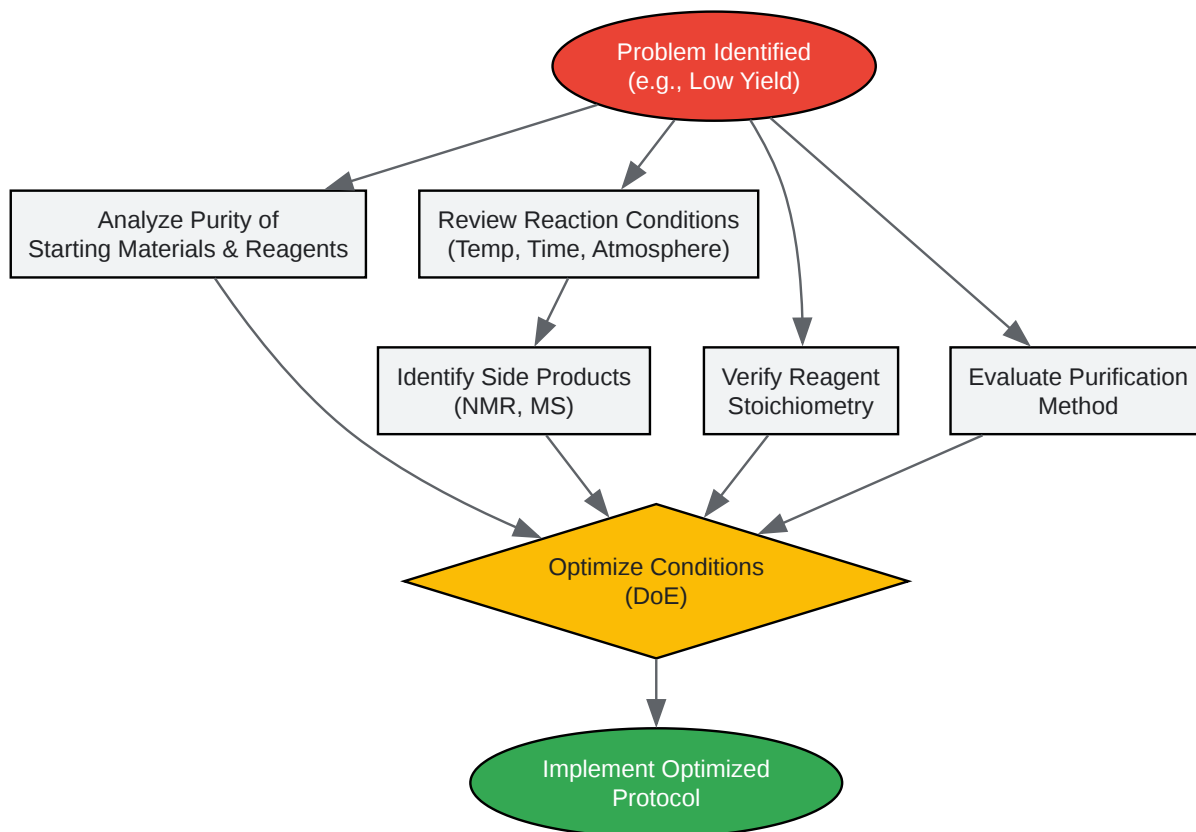 Problem Identified
(e.g., Low Yield)
Analyze Purity of
Starting Materials & Reagents
Review Reaction Conditions
(Temp, Time, Atmosphere)
Identify Side Products
(NMR, MS)
Verify Reagent
Stoichiometry
Evaluate Purification
Method
Optimize Conditions
(DoE)
Implement Optimized
Protocol